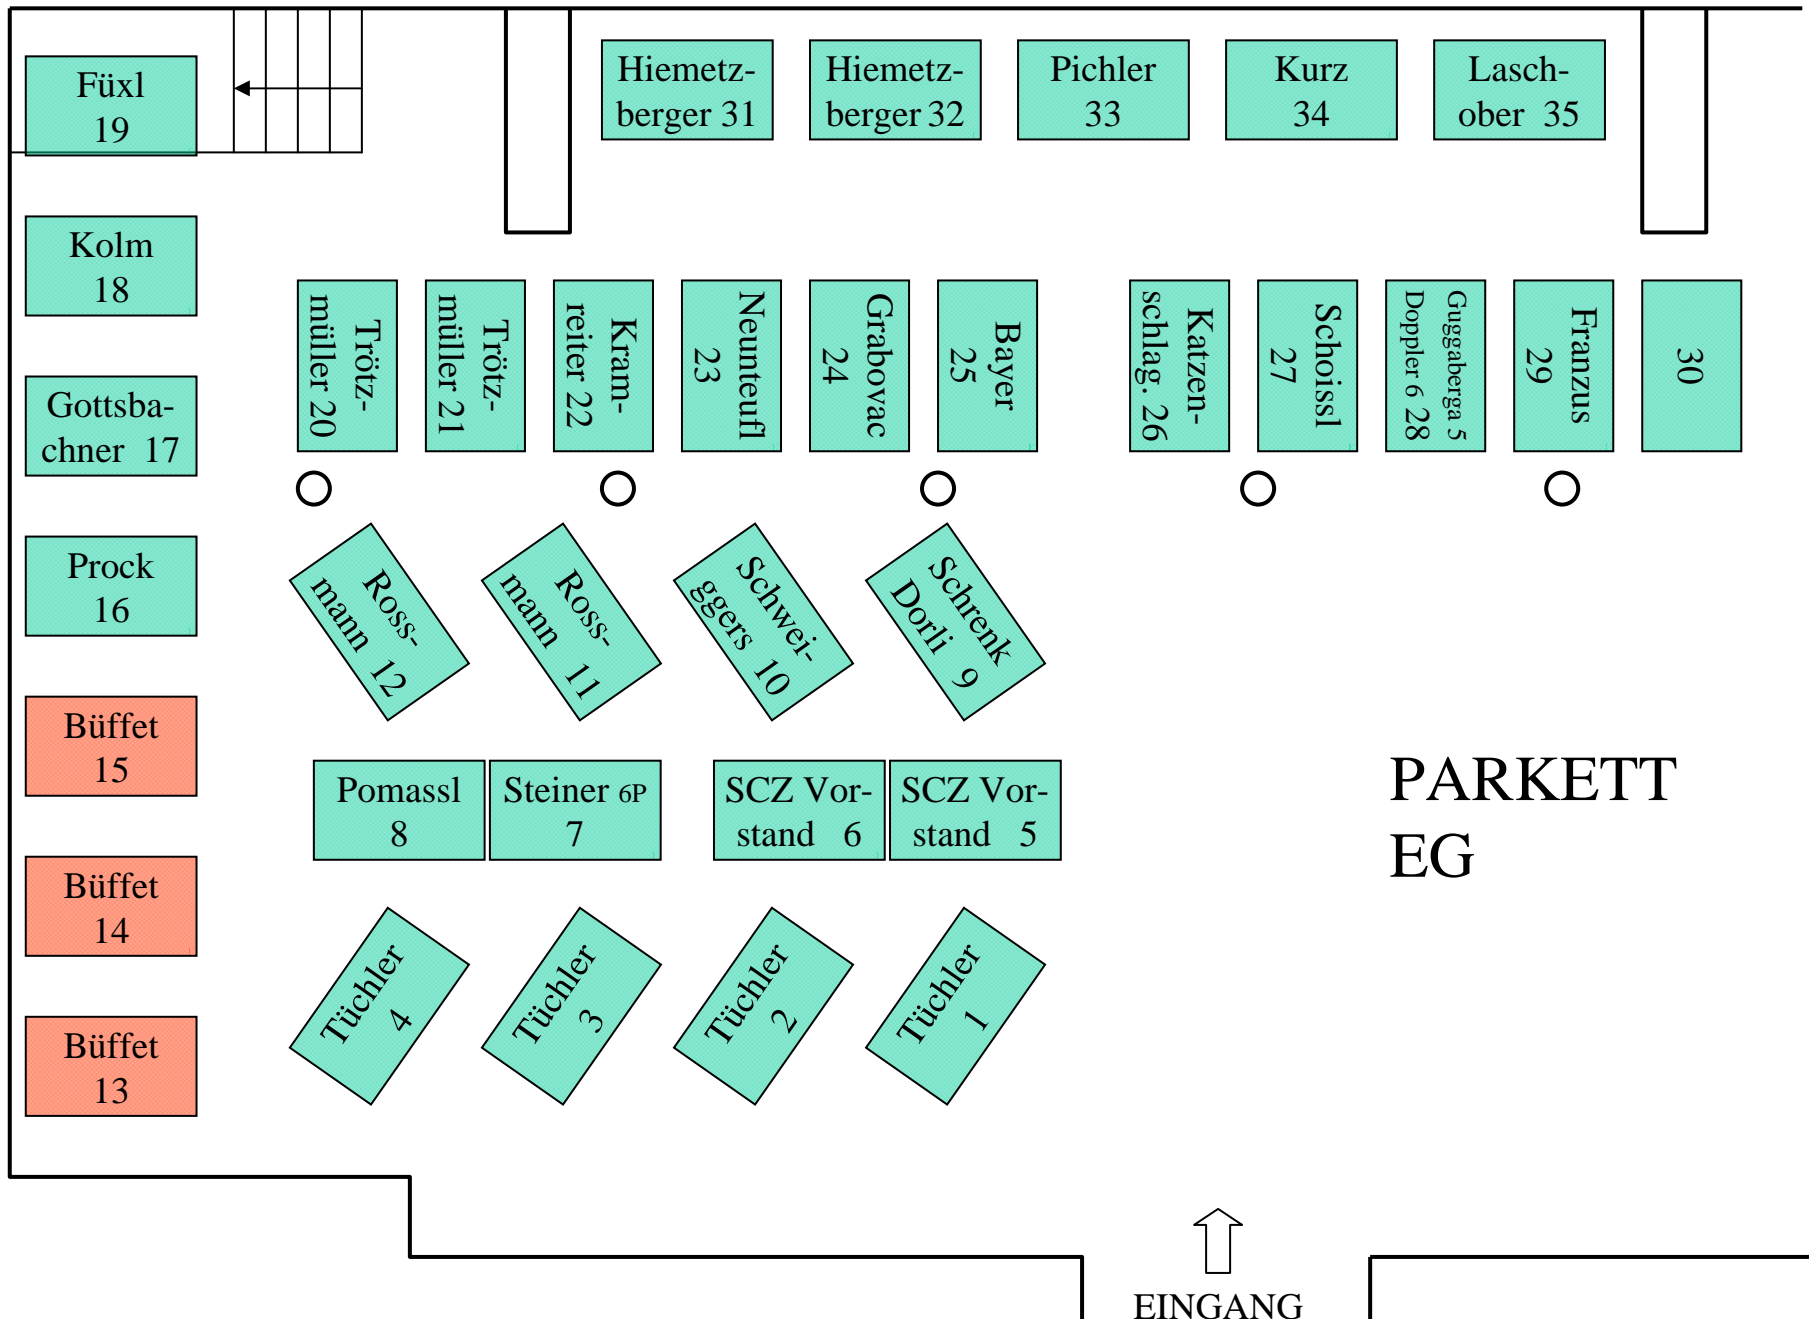 Füxl
19
Hiemetz-
berger 31
Hiemetz-
berger 32
Pichler
33
Kurz
34
Lasch-
ober 35
Kolm
18
Trötz-
müller 20
Trötz-
müller 21
Kram-
reiter 22
Neunteufl
23
Grabovac
24
Bayer
25
Katzen-
schlag. 26
Schoissl
27
Guggaberga 5
Doppler 6 28
Franzus
29
30
Gottsba-
chner 17
Prock
16
Ross-
mann 12
Ross-
mann 11
Schwei-
ggers 10
Schrenk
Dorli 9
Büffet
15
Pomassl
8
Steiner 6P
7
SCZ Vor-
stand 6
SCZ Vor-
stand 5
PARKETT
EG
Büffet
14
Tüchler
4
Tüchler
3
Tüchler
2
Tüchler
1
Büffet
13
EINGANG